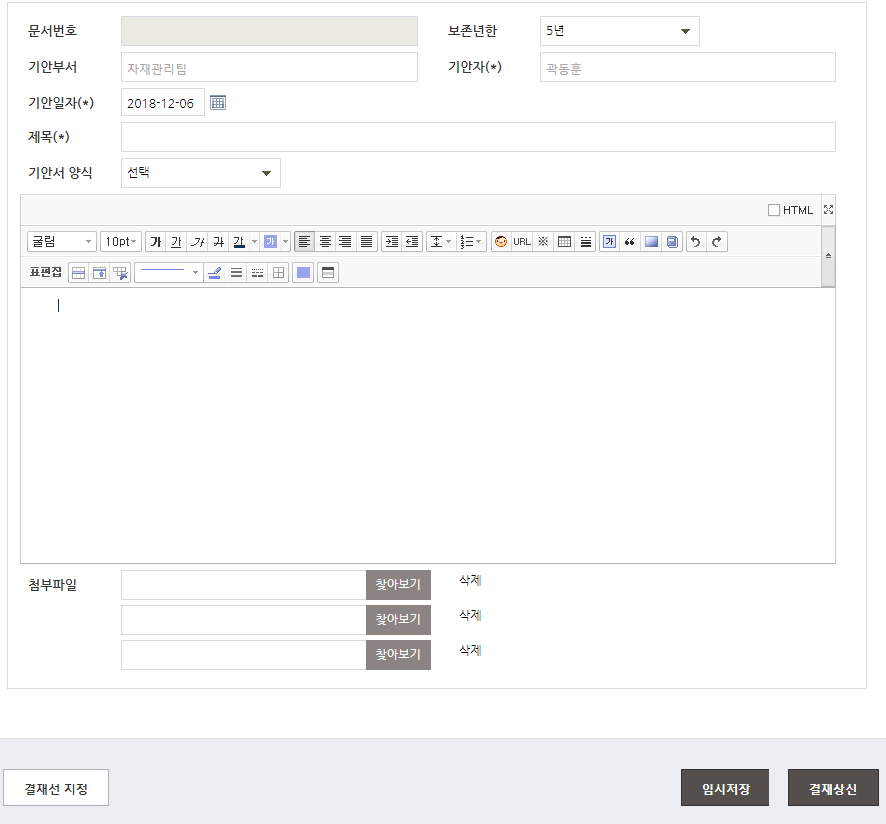 문서번호 보존년한 5년
기안부서 자재관리팀 기안자(*) 곽동훈
기안일자(*) 2018-12-06
제목(*)
기안서 양식 선택
HTML
굴림 10pt 가 가 가 가 가 가 URL ※ 가 “
표편집
첨부파일 찾아보기 삭제
찾아보기 삭제
찾아보기 삭제
결재선 지정 임시저장 결재상신